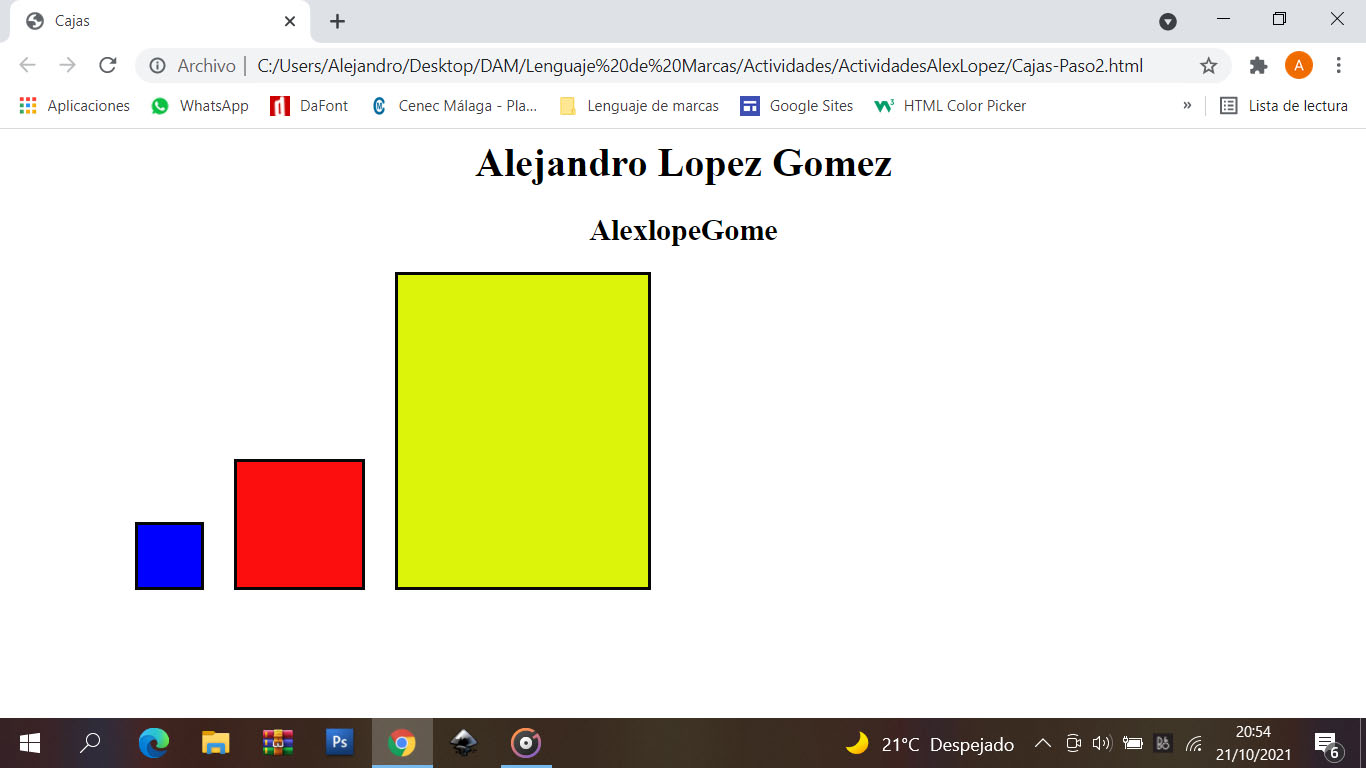 Cajas
Archivo
C:/Users/Alejandro/Desktop/DAM/Lenguaje%20de%20Marcas/Actividades/ActividadesAlexLopez/Cajas-Paso2.html
A
Aplicaciones
WhatsApp
DaFont
Cenec Málaga - Pla...
Lenguaje de marcas
Google Sites
HTML Color Picker
»
Lista de lectura
Alejandro Lopez Gomez
AlexlopeGome
Ps
21°C Despejado
20:54
21/10/2021
6